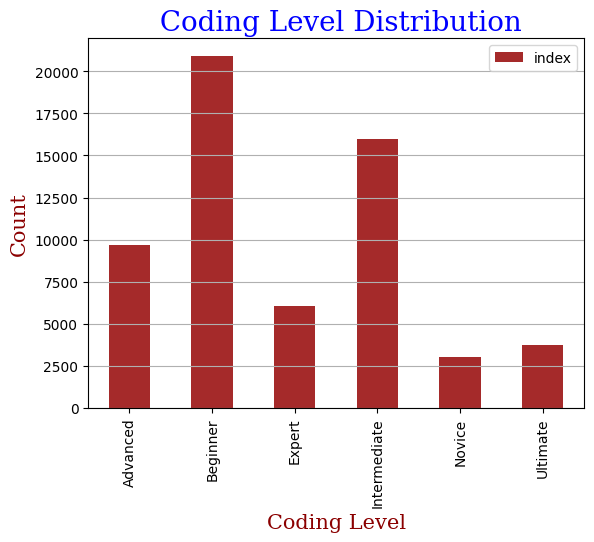 Coding Level Distribution
index
Count
20000
17500
15000
12500
10000
7500
5000
2500
0
Advanced
Beginner
Expert
Intermediate
Novice
Ultimate
Coding Level